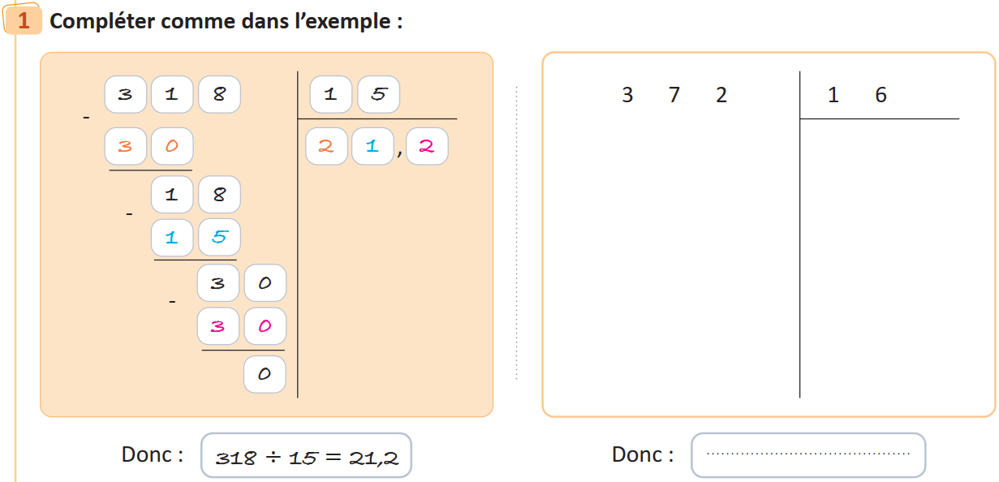 1 Compléter comme dans l’exemple :
3 1 8 1 5
-
3 0 2 1 , 2
1 8
-
1 5
3 0
-
3 0
0
Donc : 318 ÷ 15 = 21,2
3 7 2 1 6
Donc : ..........................................